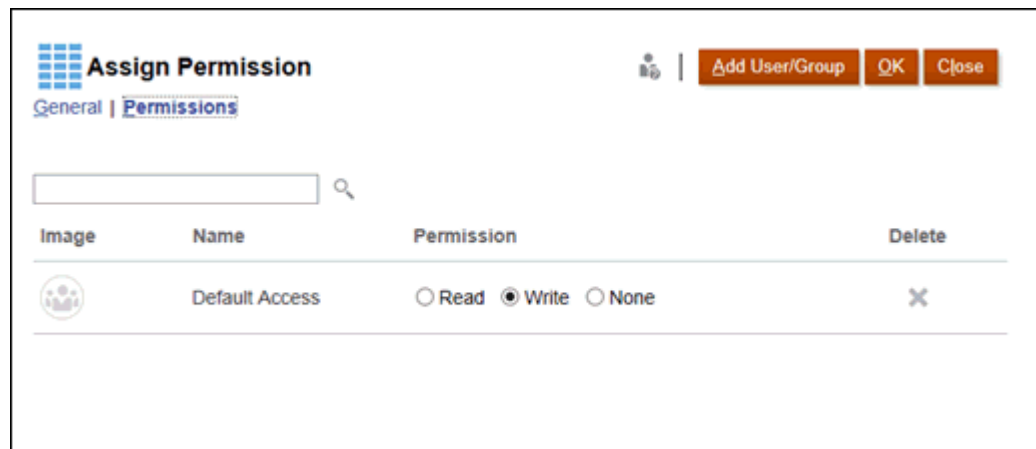 Assign Permission
Add User/Group OK Close
General | Permissions
Image Name Permission Delete
Default Access Read Write None